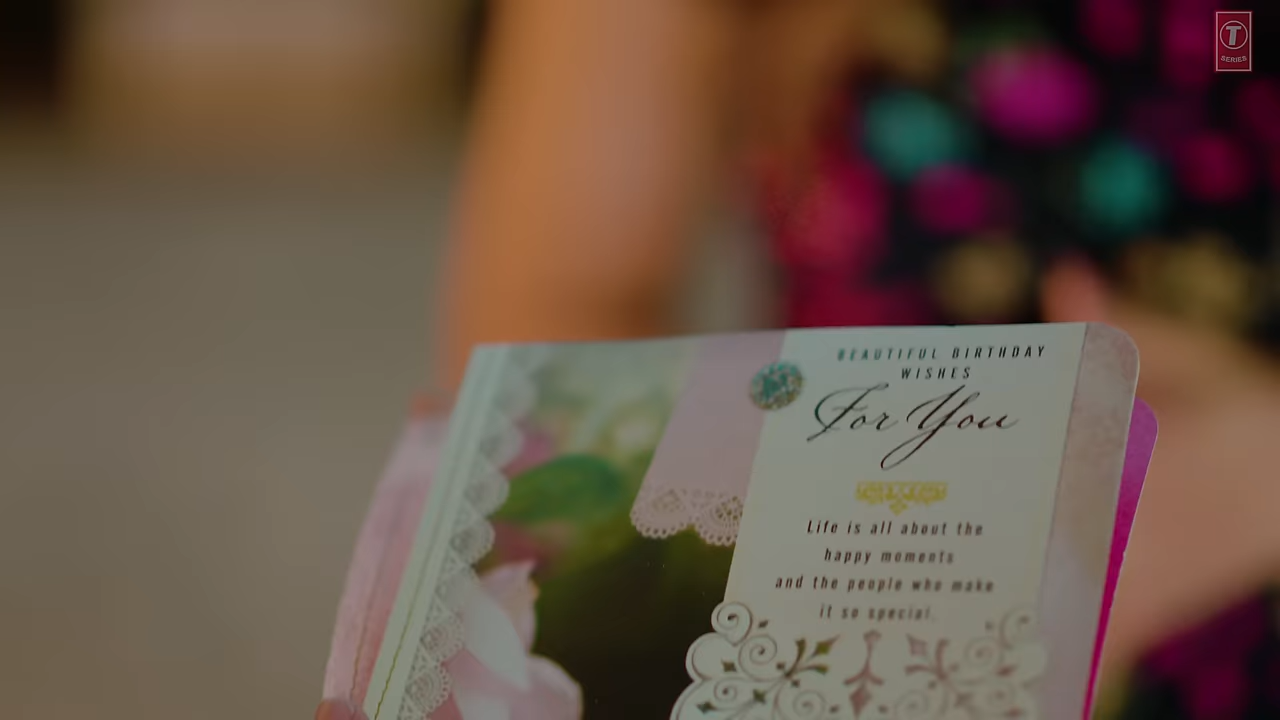 T
SERIES
BEAUTIFUL BIRTHDAY
WISHES
For You
Life is all about the
happy moments
and the people who make
it so special.